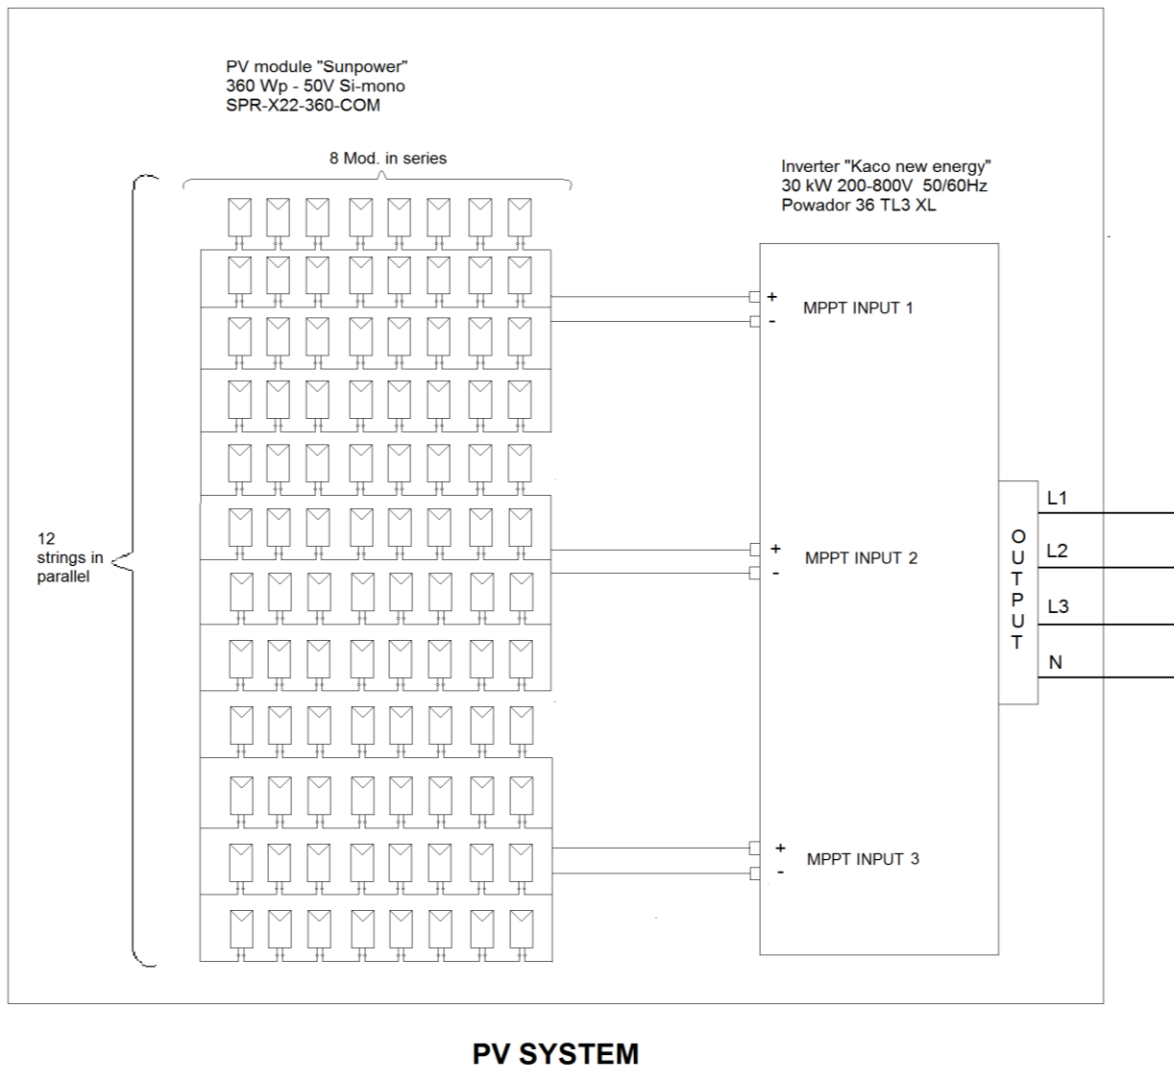 PV module "Sunpower"
360 Wp - 50V Si-mono
SPR-X22-360-COM
8 Mod. in series
Inverter "Kaco new energy"
30 kW 200-800V 50/60Hz
Powador 36 TL3 XL
+
MPPT INPUT 1
-
12
strings in
parallel
+
MPPT INPUT 2
-
OUTPUT
L1
L2
L3
N
+
MPPT INPUT 3
-
PV SYSTEM